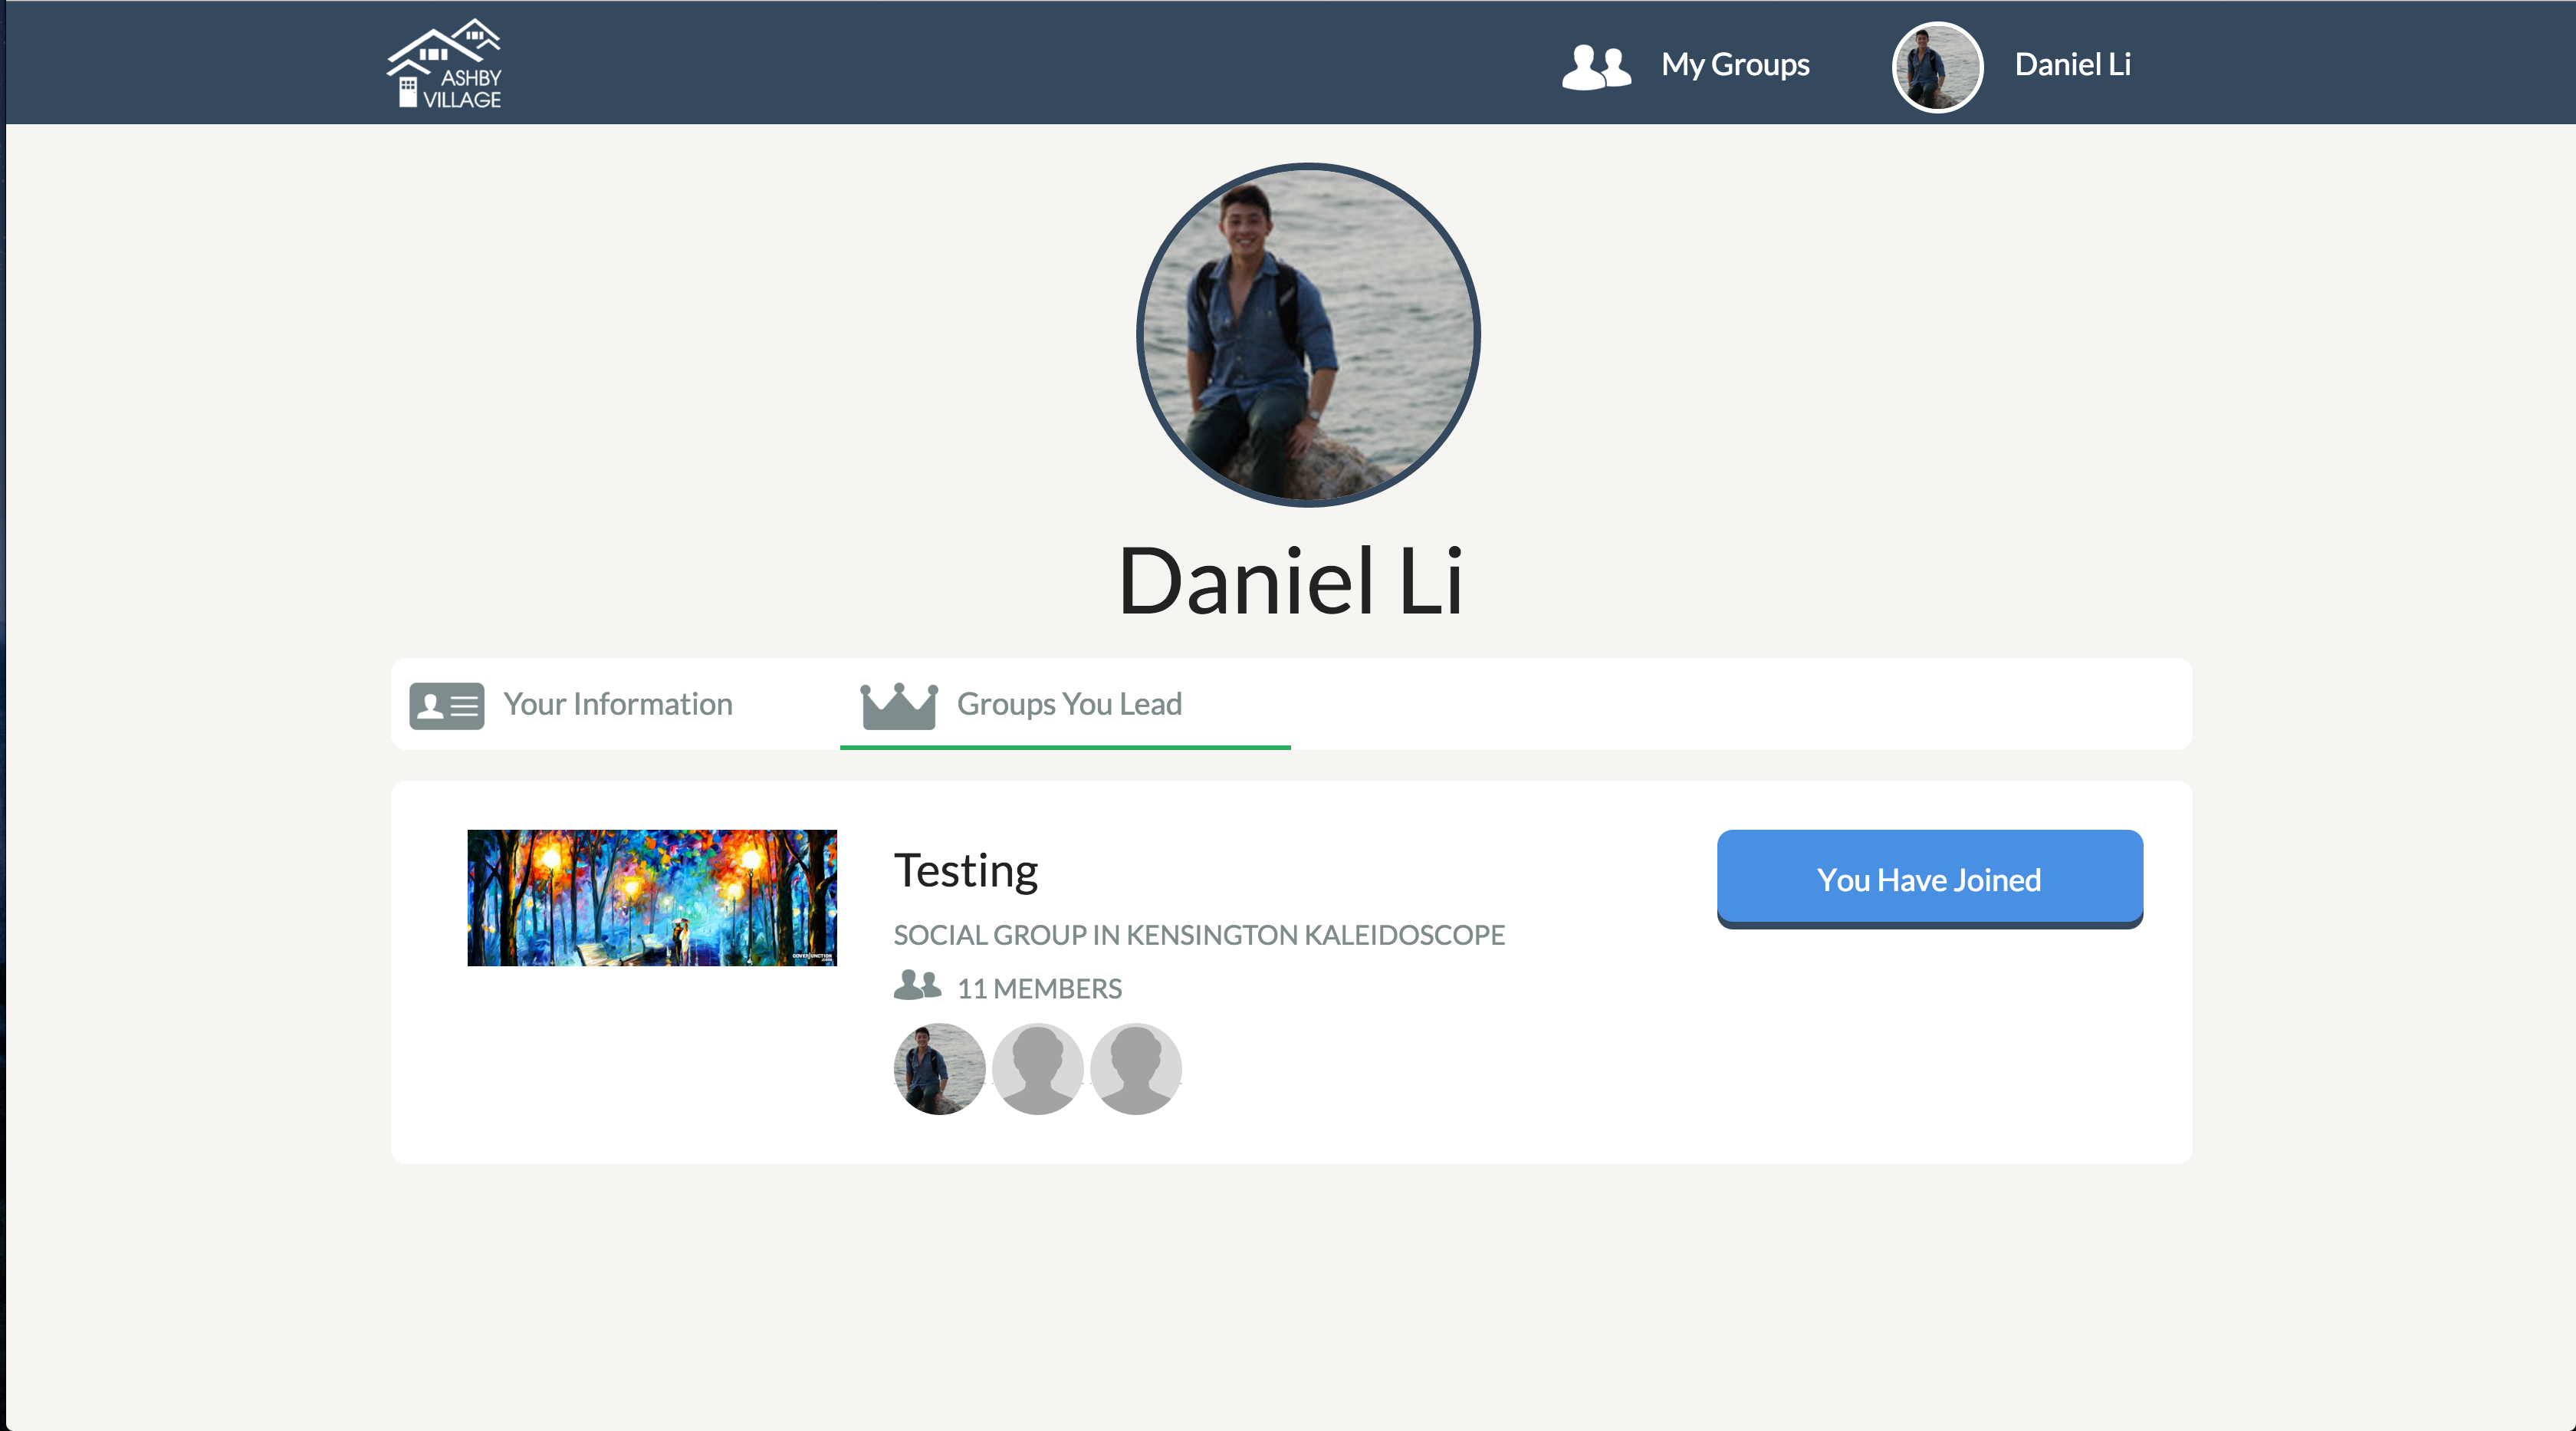 ASHBY
VILLAGE
My Groups
Daniel Li
Daniel Li
Your Information
Groups You Lead
Testing
You Have Joined
SOCIAL GROUP IN KENSINGTON KALEIDOSCOPE
11 MEMBERS